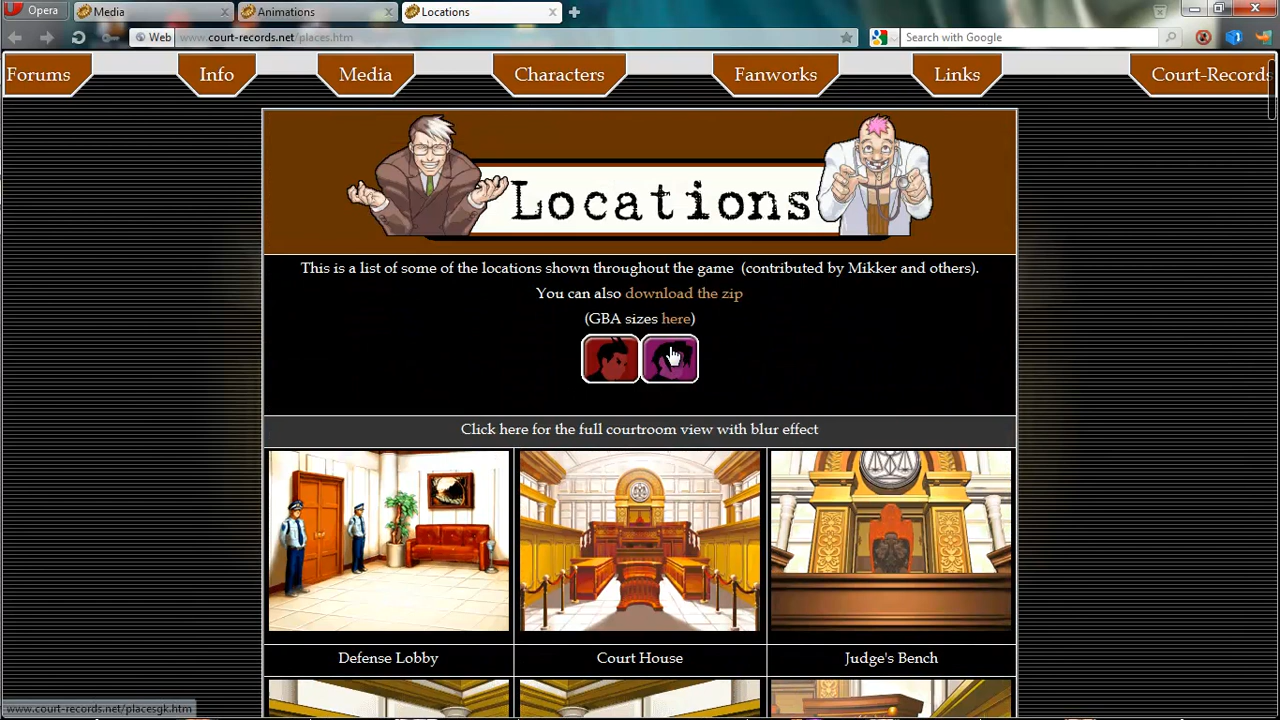 Opera
Media
Animations
Locations
Web
www.court-records.net/places.htm
Search with Google
Forums
Info
Media
Characters
Fanworks
Links
Court-Records
Locations
This is a list of some of the locations shown throughout the game (contributed by Mikker and others).
You can also download the zip
(GBA sizes here)
Click here for the full courtroom view with blur effect
Defense Lobby
Court House
Judge's Bench
www.court-records.net/placesgk.htm